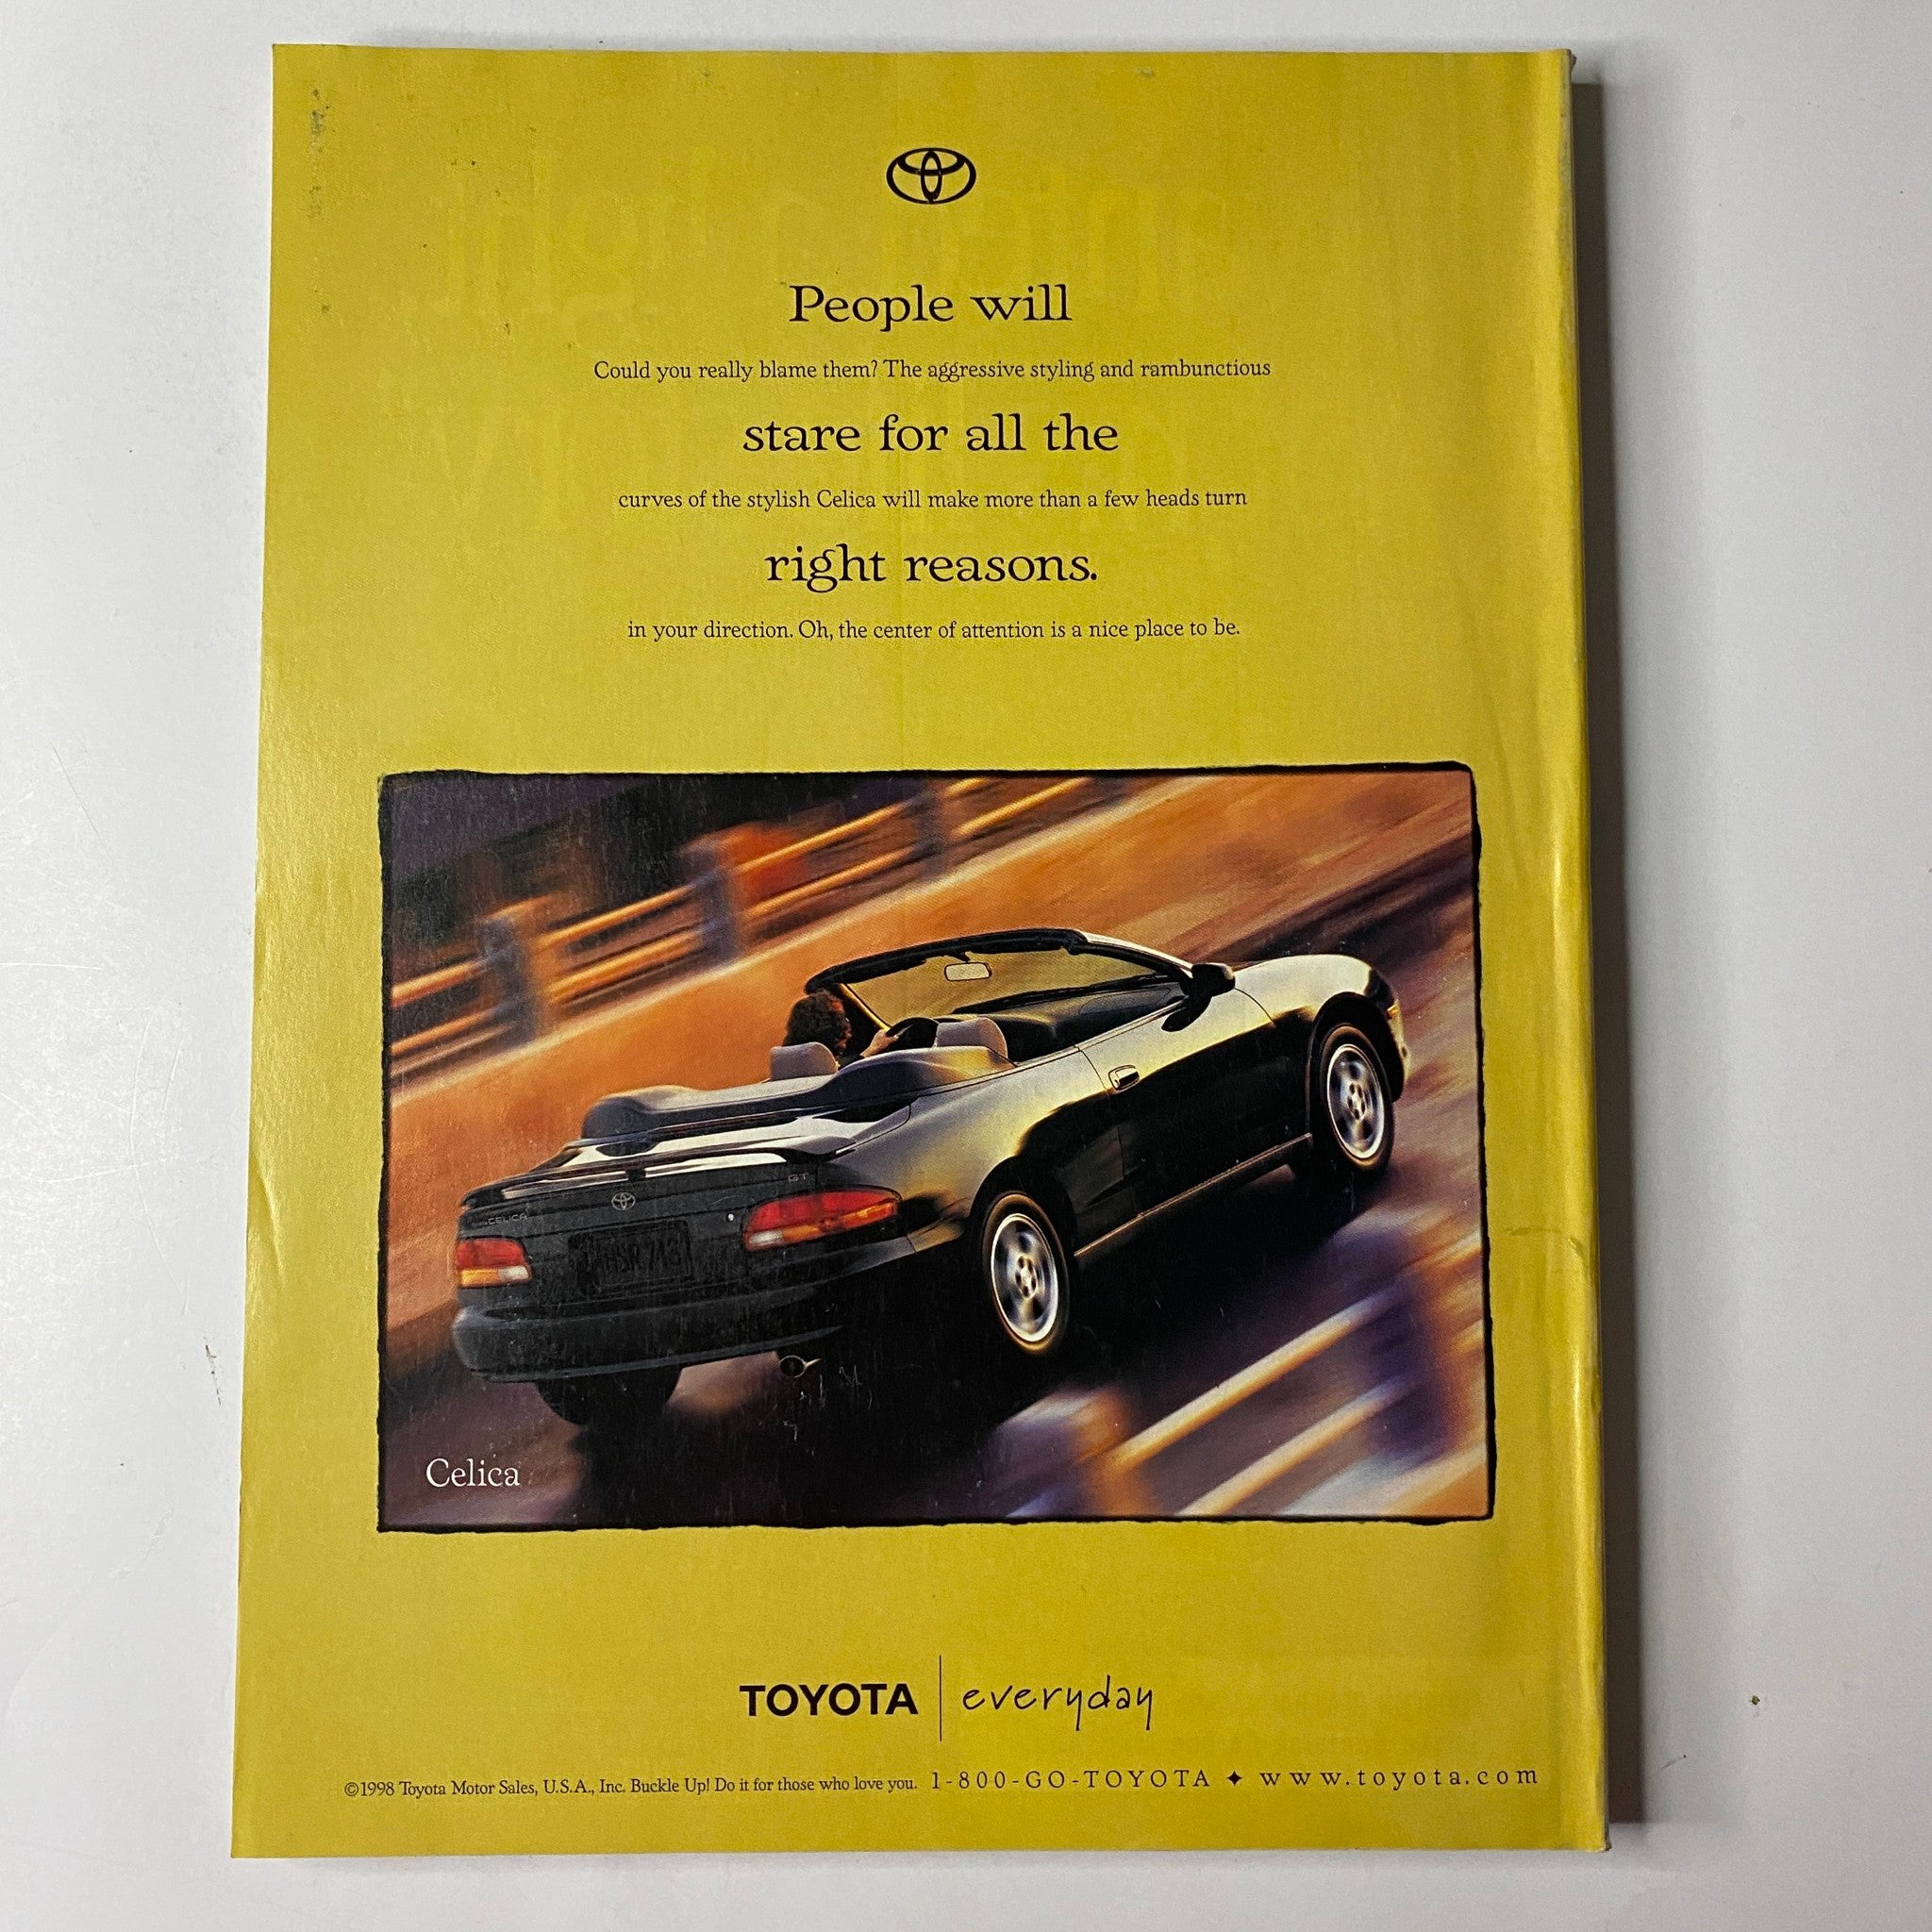 People will
Could you really blame them? The aggressive styling and rambunctious
stare for all the
curves of the stylish Celica will make more than a few heads turn
right reasons.
in your direction. Oh, the center of attention is a nice place to be.
GT
CELICA
Celica
TOYOTA everyday
©1998 Toyota Motor Sales, U.S.A., Inc. Buckle Up! Do it for those who love you. 1-800-GO-TOYOTA ✦ www.toyota.com